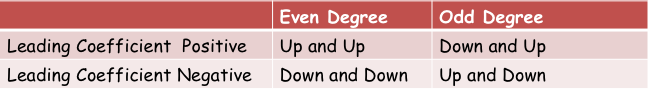 Even Degree Odd Degree
Leading Coefficient Positive Up and Up Down and Up
Leading Coefficient Negative Down and Down Up and Down